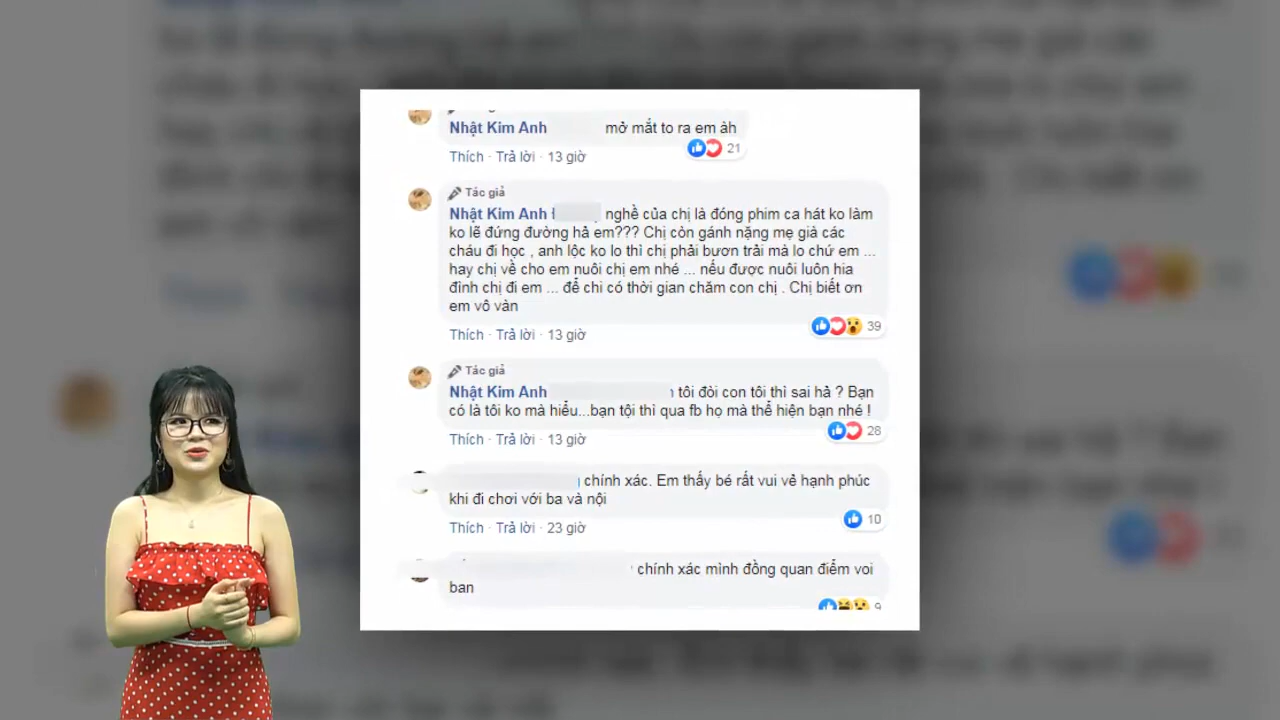 Nhật Kim Anh mở mắt to ra em àh
21
Thích · Trả lời · 13 giờ
Tác giả
Nhật Kim Anh nghề của chị là đóng phim ca hát ko làm
ko lẽ đứng đường hả em??? Chị còn gánh nặng mẹ già các
cháu đi học , anh lộc ko lo thì chị phải bươn trải mà lo chứ em ...
hay chị về cho em nuôi chị em nhé ... nếu được nuôi luôn hia
đình chị đi em ... để chi có thời gian chăm con chị . Chị biết ơn
em vô vàn
39
Thích · Trả lời · 13 giờ
Tác giả
Nhật Kim Anh tôi đòi con tôi thì sai hả ? Bạn
có là tôi ko mà hiểu...bạn tội thì qua fb họ mà thể hiện bạn nhé !
28
Thích · Trả lời · 13 giờ
chính xác. Em thấy bé rất vui vẻ hạnh phúc
khi đi chơi với ba và nội
10
Thích · Trả lời · 23 giờ
chính xác mình đồng quan điểm voi
ban
9